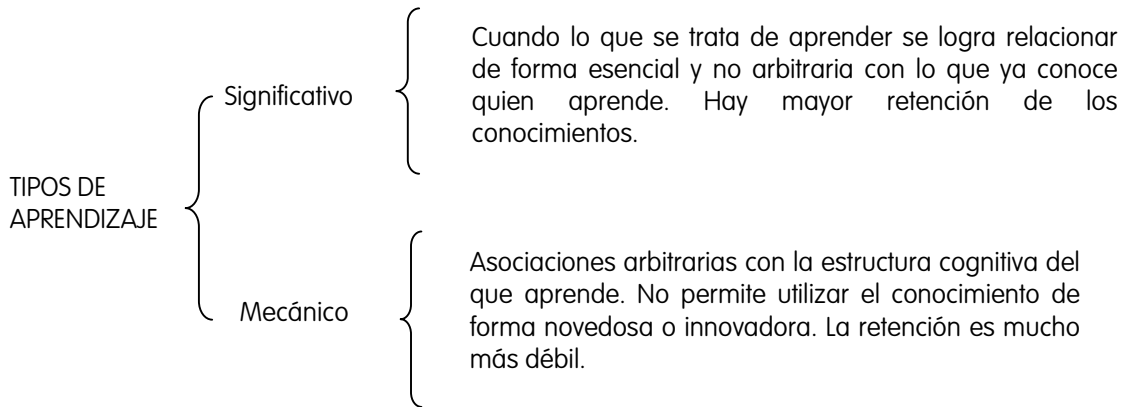 TIPOS DE
APRENDIZAJE
Significativo
Cuando lo que se trata de aprender se logra relacionar
de forma esencial y no arbitraria con lo que ya conoce
quien aprende. Hay mayor retención de los
conocimientos.
Mecánico
Asociaciones arbitrarias con la estructura cognitiva del
que aprende. No permite utilizar el conocimiento de
forma novedosa o innovadora. La retención es mucho
más débil.